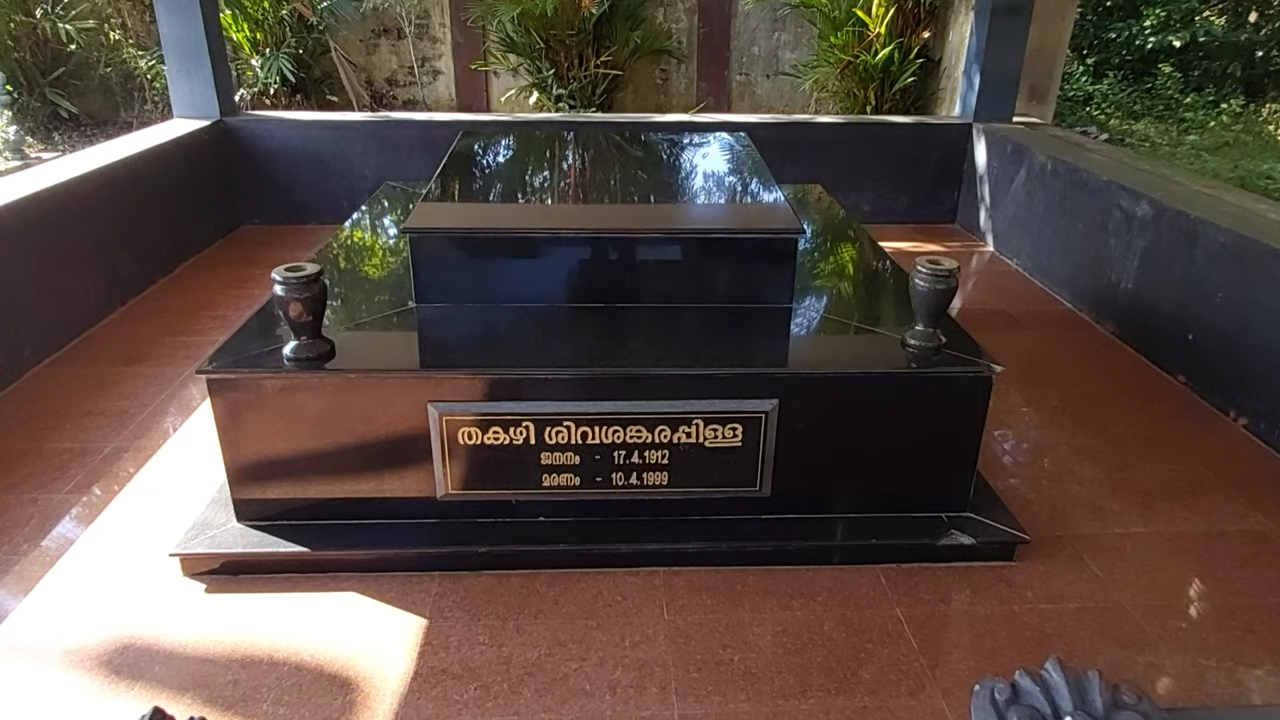 തകഴി ശിവശങ്കരപ്പിള്ള
ജനനം - 17.4.1912
മരണം - 10.4.1999